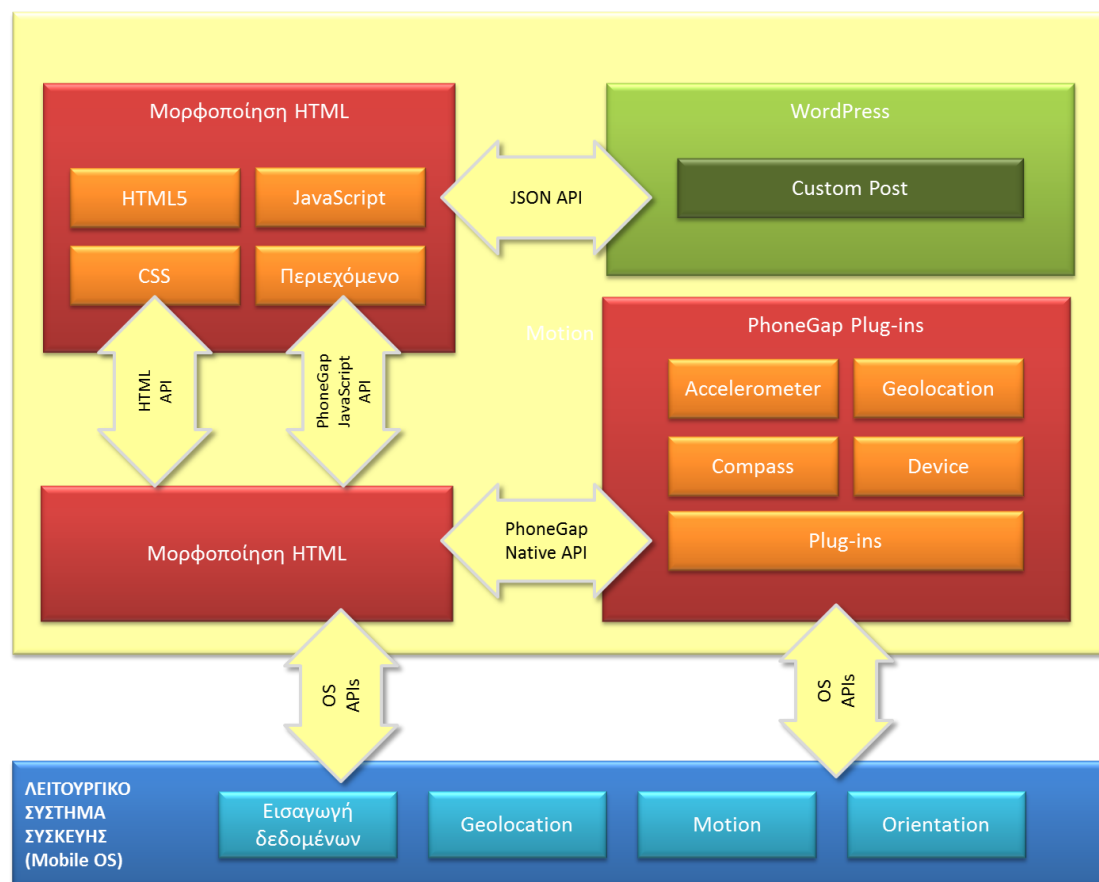 Μορφοποίηση HTML
HTML5
JavaScript
CSS
Περιεχόμενο
JSON API
WordPress
Custom Post
HTML
API
PhoneGap
JavaScript
API
Motion
PhoneGap Plug-ins
Accelerometer
Geolocation
Compass
Device
Plug-ins
Μορφοποίηση HTML
PhoneGap
Native API
OS
APIs
OS
APIs
ΛΕΙΤΟΥΡΓΙΚΟ
ΣΥΣΤΗΜΑ
ΣΥΣΚΕΥΗΣ
(Mobile OS)
Εισαγωγή
δεδομένων
Geolocation
Motion
Orientation